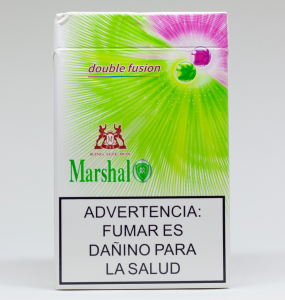 double fusion
Marshal
ADVERTENCIA:
FUMAR ES
DAÑINO PARA
LA SALUD